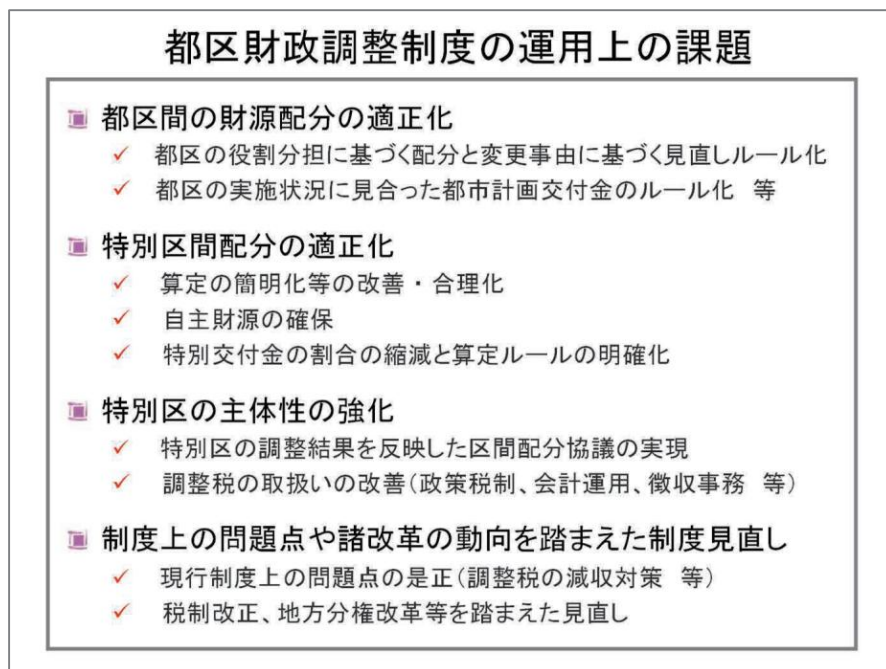 都区財政調整制度の運用上の課題
都区間の財源配分の適正化
✓ 都区の役割分担に基づく配分と変更事由に基づく見直しルール化
✓ 都区の実施状況に見合った都市計画交付金のルール化 等
特別区間配分の適正化
✓ 算定の簡明化等の改善・合理化
✓ 自主財源の確保
✓ 特別交付金の割合の縮減と算定ルールの明確化
特別区の主体性の強化
✓ 特別区の調整結果を反映した区間配分協議の実現
✓ 調整税の取扱いの改善(政策税制、会計運用、徴収事務 等)
制度上の問題点や諸改革の動向を踏まえた制度見直し
✓ 現行制度上の問題点の是正(調整税の減収対策 等)
✓ 税制改正、地方分権改革等を踏まえた見直し